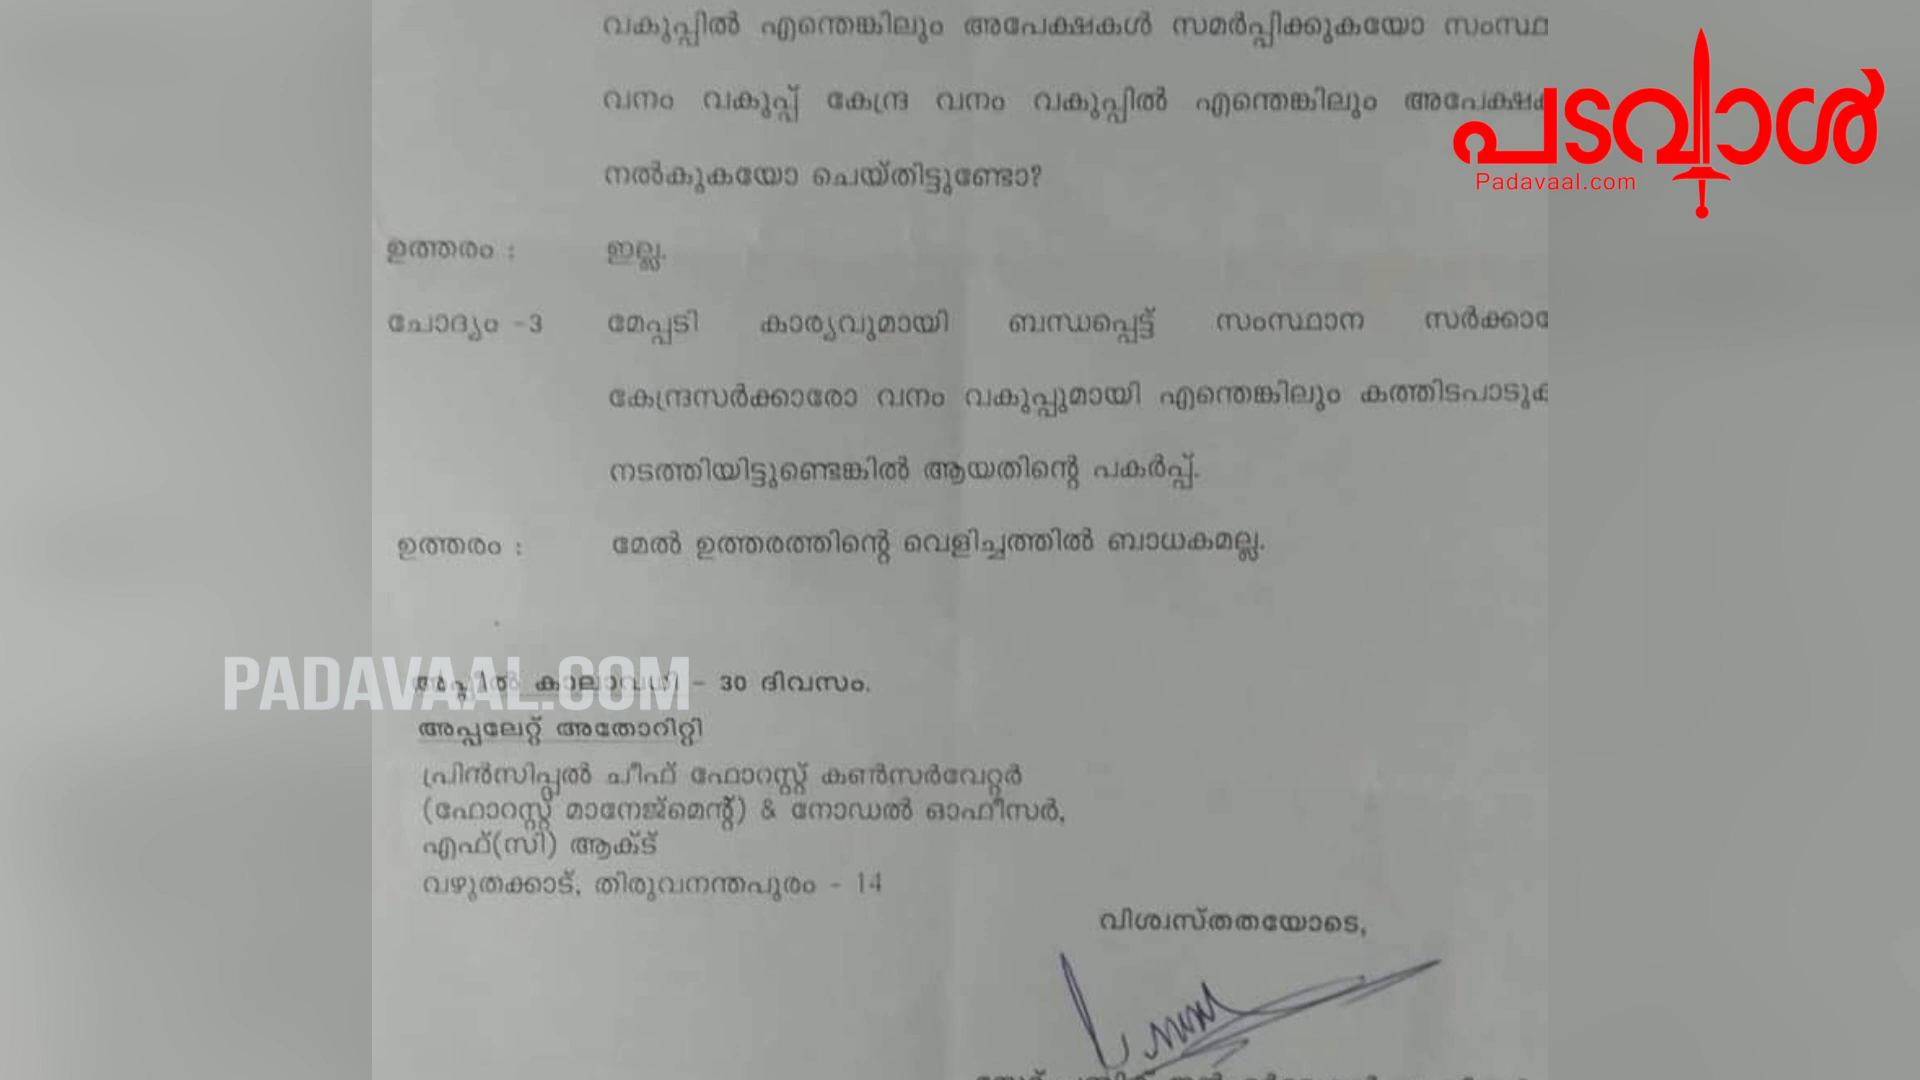 വകുപ്പിൽ എന്തെങ്കിലും അപേക്ഷകൾ സമർപ്പിക്കുകയോ
വനം വകുപ്പ് കേന്ദ്ര വനം വകുപ്പിൽ എന്തെങ്കിലും
നൽകുകയോ ചെയ്തിട്ടുണ്ടോ?
പടവാൾ
Padavaal.com
ഉത്തരം : ഇല്ല.
ചോദ്യം -3 മേപ്പടി കാര്യവുമായി ബന്ധപ്പെട്ട് സംസ്ഥാന
കേന്ദ്രസർക്കാരോ വനം വകുപ്പുമായി എന്തെങ്കിലും
നടത്തിയിട്ടുണ്ടെങ്കിൽ ആയതിന്റെ പകർപ്പ്.
ഉത്തരം : മേൽ ഉത്തരത്തിന്റെ വെളിച്ചത്തിൽ ബാധകമല്ല.
PADAVAAL.COM
അപ്പീൽ കാലാവധി - 30 ദിവസം.
അപ്പലേറ്റ് അതോറിറ്റി
പ്രിൻസിപ്പൽ ചീഫ് ഫോറസ്റ്റ് കൺസർവേറ്റർ
(ഫോറസ്റ്റ് മാനേജ്മെന്റ്) & നോഡൽ ഓഫീസർ,
എഫ്(സി) ആക്ട്
വഴുതക്കാട്, തിരുവനന്തപുരം - 14
വിശ്വസ്തതയോടെ,